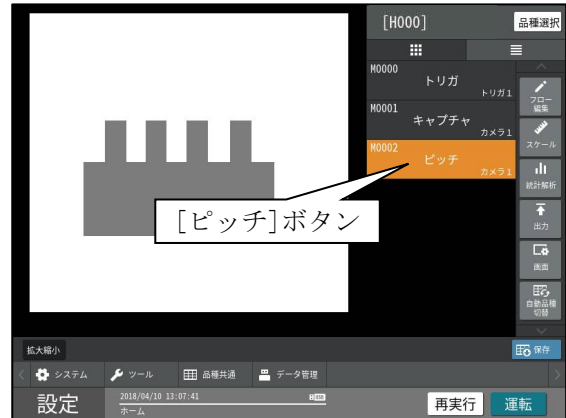 [H000]
品種選択
M0000
トリガ
トリガ1
M0001
キャプチャ
カメラ1
M0002
ピッチ
カメラ1
[ピッチ]ボタン
フロー
編集
スケール
統計解析
出力
画面
自動品種
切替
拡大縮小
保存
システム
ツール
品種共通
データ管理
設定
2018/04/10 13:07:41
ホーム
再実行
運転